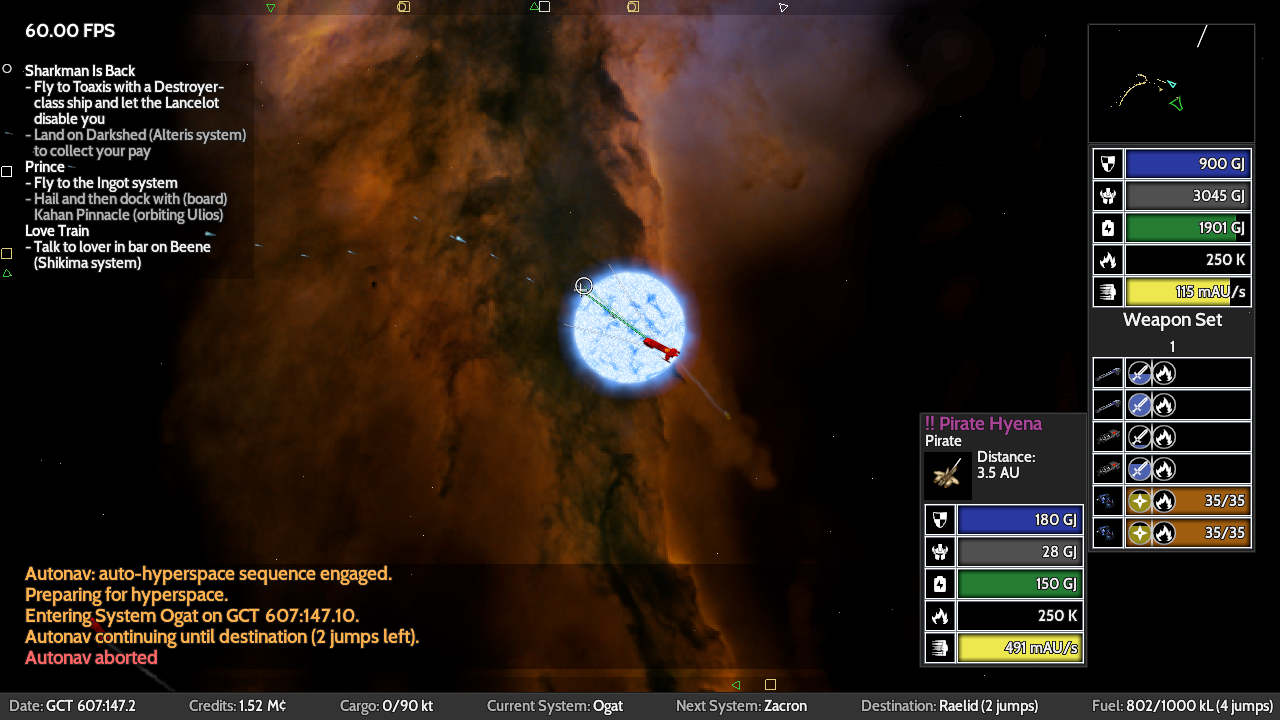 60.00 FPS
Sharkman Is Back
- Fly to Toaxis with a Destroyer-
class ship and let the Lancelot
disable you
- Land on Darkshed (Alteris system)
to collect your pay
Prince
- Fly to the Ingot system
- Hail and then dock with (board)
Kahan Pinnacle (orbiting Ulios)
Love Train
- Talk to lover in bar on Beene
(Shikima system)
900 GJ
3045 GJ
1901 GJ
250 K
115 mAU/s
Weapon Set
1
35/35
35/35
!! Pirate Hyena
Pirate
Distance:
3.5 AU
180 GJ
28 GJ
150 GJ
250 K
491 mAU/s
Autonav: auto-hyperspace sequence engaged.
Preparing for hyperspace.
Entering System Ogat on GCT 607:147.10.
Autonav continuing until destination (2 jumps left).
Autonav aborted
Date: GCT 607:147.2 Credits: 1.52 M¢ Cargo: 0/90 kt Current System: Ogat Next System: Zacron Destination: Raelid (2 jumps) Fuel: 802/1000 kL (4 jumps)